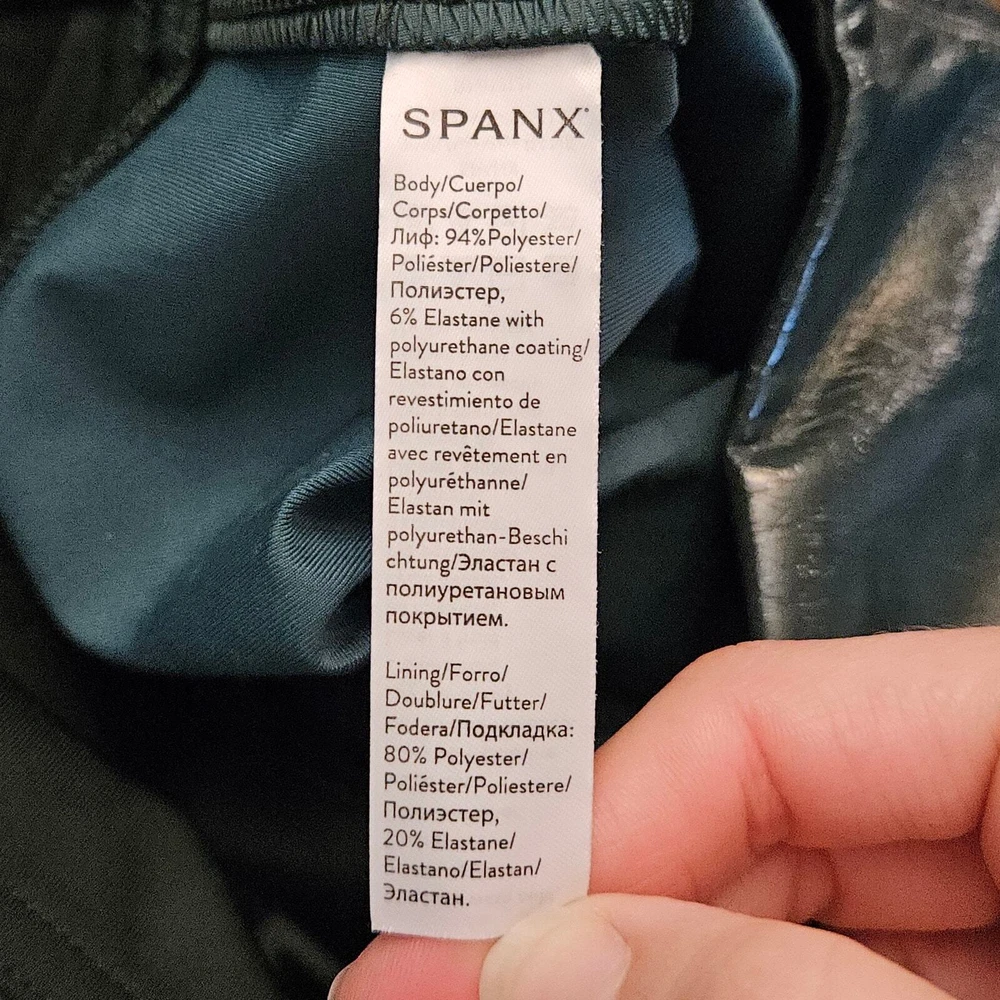 SPANX
Body/Cuerpo/
Corps/Corpetto/
Лиф: 94%Polyester/
Poliéster/Poliestere/
Полиэстер,
6% Elastane with
polyurethane coating/
Elastano con
revestimiento de
poliuretano/Elastane
avec revêtement en
polyuréthanne/
Elastan mit
polyurethan-Beschi
chtung/Эластан с
полиуретановым
покрытием.
Lining/Forro/
Doublure/Futter/
Fodera/Подкладка:
80% Polyester/
Poliéster/Poliestere/
Полиэстер,
20% Elastane/
Elastano/Elastan/
Эластан.